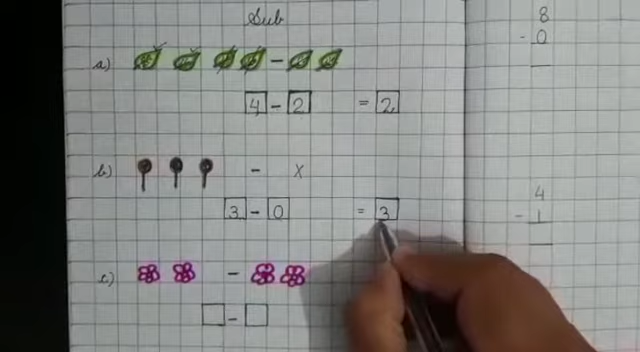 Sub
a) -
4 - 2 = 2
b) - x
3 - 0 = 3
c) -
-
8
- 0
4
- 1